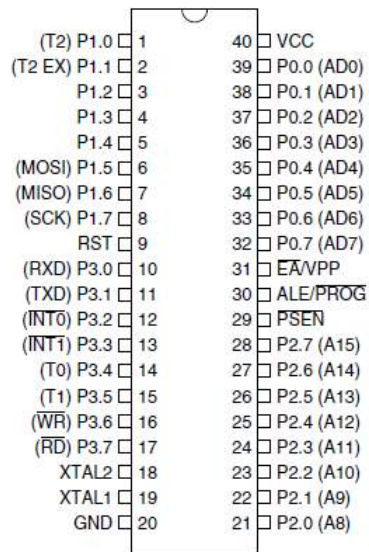 (T2) P1.0 1 40 VCC
(T2 EX) P1.1 2 39 P0.0 (AD0)
P1.2 3 38 P0.1 (AD1)
P1.3 4 37 P0.2 (AD2)
P1.4 5 36 P0.3 (AD3)
(MOSI) P1.5 6 35 P0.4 (AD4)
(MISO) P1.6 7 34 P0.5 (AD5)
(SCK) P1.7 8 33 P0.6 (AD6)
RST 9 32 P0.7 (AD7)
(RXD) P3.0 10 31 E̅A̅/VPP
(TXD) P3.1 11 30 ALE/P̅R̅O̅G̅
(I̅N̅T̅0̅) P3.2 12 29 P̅S̅E̅N̅
(I̅N̅T̅1̅) P3.3 13 28 P2.7 (A15)
(T0) P3.4 14 27 P2.6 (A14)
(T1) P3.5 15 26 P2.5 (A13)
(W̅R̅) P3.6 16 25 P2.4 (A12)
(R̅D̅) P3.7 17 24 P2.3 (A11)
XTAL2 18 23 P2.2 (A10)
XTAL1 19 22 P2.1 (A9)
GND 20 21 P2.0 (A8)